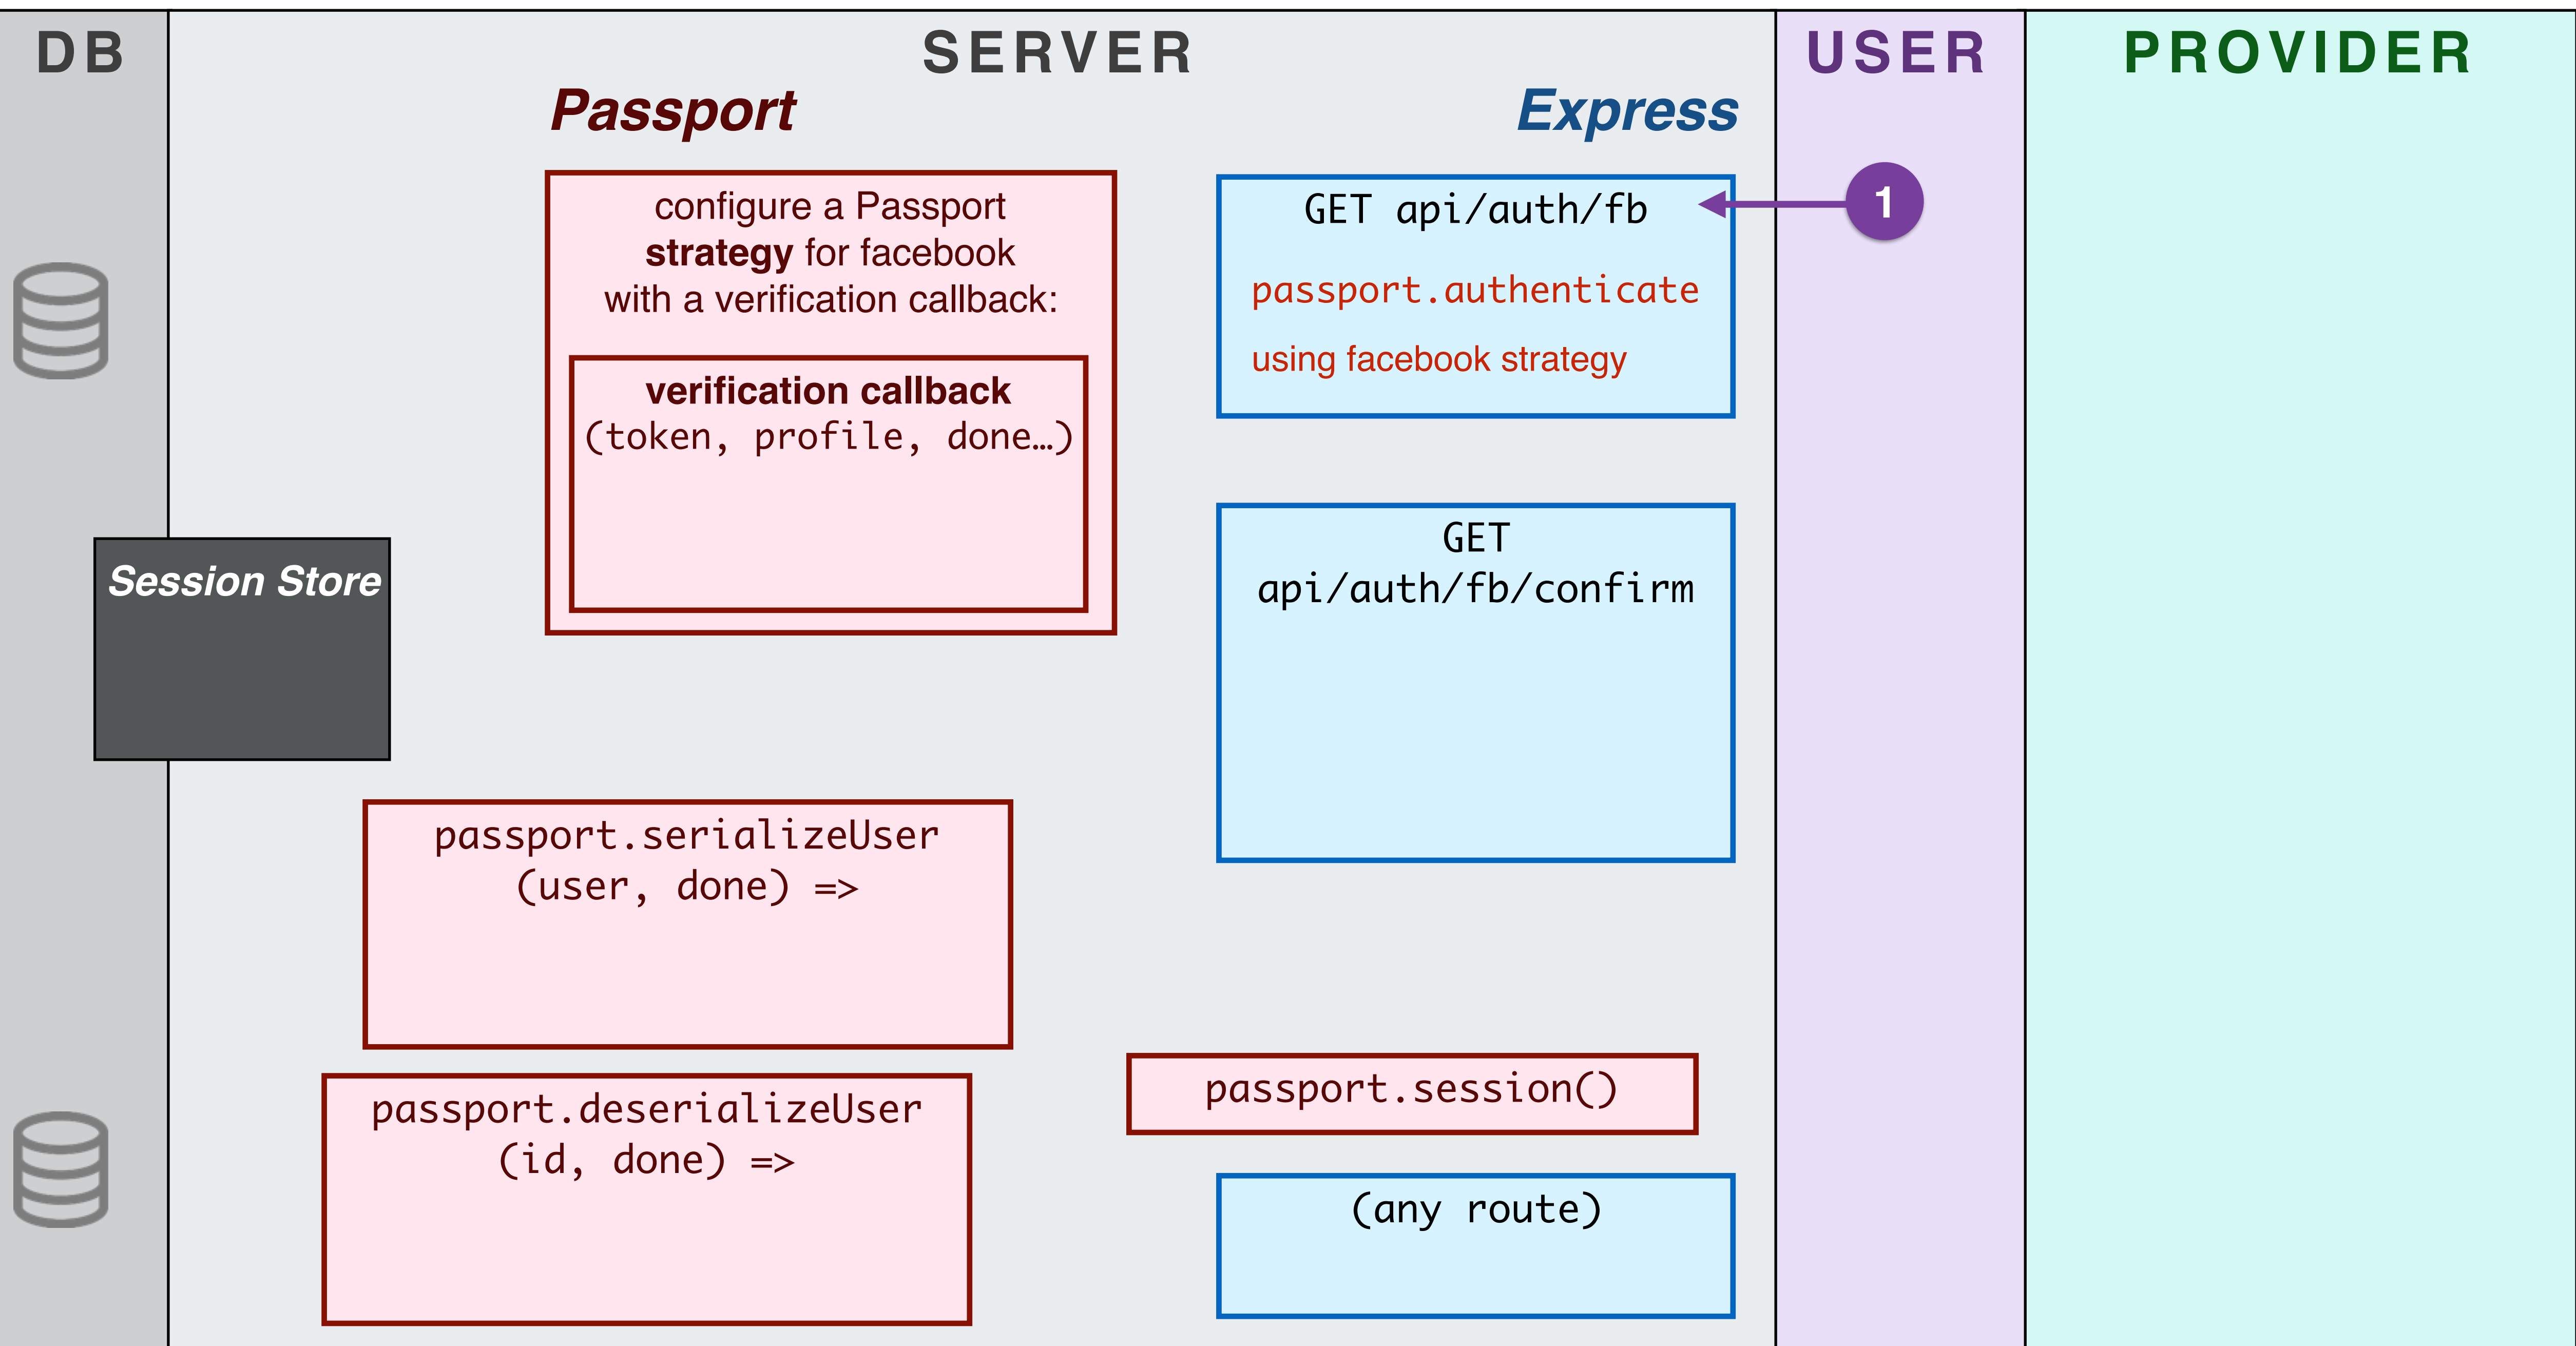 DB
SERVER
USER
PROVIDER
Passport
Express
configure a Passport
strategy for facebook
with a verification callback:
verification callback
(token, profile, done…)
GET api/auth/fb
passport.authenticate
using facebook strategy
1
GET
api/auth/fb/confirm
Session Store
passport.serializeUser
(user, done) =>
passport.deserializeUser
(id, done) =>
passport.session()
(any route)